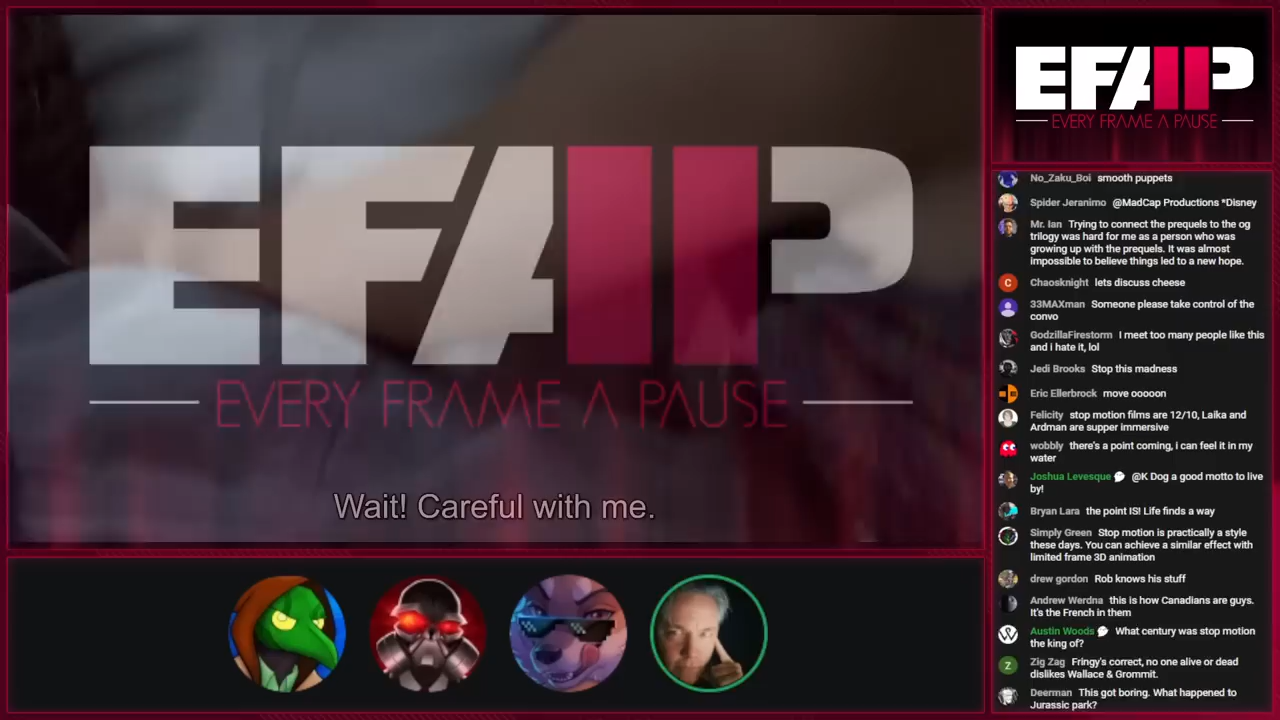 EFAP
EVERY FRAME A PAUSE
Wait! Careful with me.
EFAP
EVERY FRAME A PAUSE
No_Zaku_Boi smooth puppets
Spider Jeranimo @MadCap Productions *Disney
Mr. Ian Trying to connect the prequels to the og
trilogy was hard for me as a person who was
growing up with the prequels. It was almost
impossible to believe things led to a new hope.
C
Chaosknight lets discuss cheese
33MAXman Someone please take control of the
convo
GodzillaFirestorm I meet too many people like this
and i hate it, lol
Jedi Brooks Stop this madness
Eric Ellerbrock move ooooon
Felicity stop motion films are 12/10, Laika and
Ardman are supper immersive
wobbly there's a point coming, i can feel it in my
water
Joshua Levesque @K Dog a good motto to live
by!
Bryan Lara the point IS! Life finds a way
Simply Green Stop motion is practically a style
these days. You can achieve a similar effect with
limited frame 3D animation
drew gordon Rob knows his stuff
Andrew Werdna this is how Canadians are guys.
It's the French in them
W
Austin Woods What century was stop motion
the king of?
Z
Zig Zag Fringy's correct, no one alive or dead
dislikes Wallace & Grommit.
Deerman This got boring. What happened to
Jurassic park?